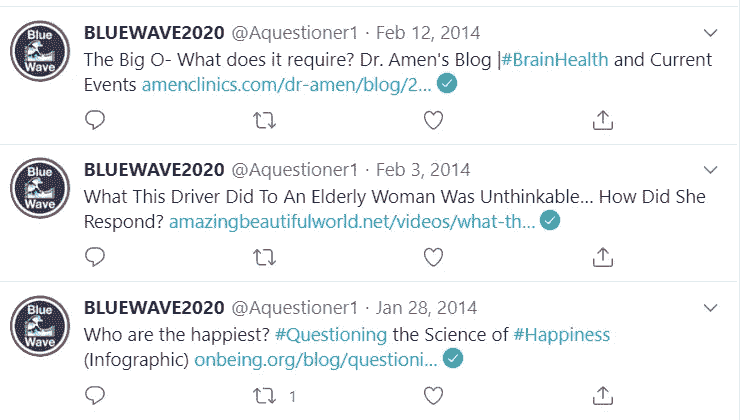 Blue
Wave
BLUEWAVE2020 @Aquestioner1 · Feb 12, 2014
The Big O- What does it require? Dr. Amen's Blog |#BrainHealth and Current
Events amenclinics.com/dr-amen/blog/2...
Blue
Wave
BLUEWAVE2020 @Aquestioner1 · Feb 3, 2014
What This Driver Did To An Elderly Woman Was Unthinkable... How Did She
Respond? amazingbeautifulworld.net/videos/what-th...
Blue
Wave
BLUEWAVE2020 @Aquestioner1 · Jan 28, 2014
Who are the happiest? #Questioning the Science of #Happiness
(Infographic) onbeing.org/blog/questioni...
1